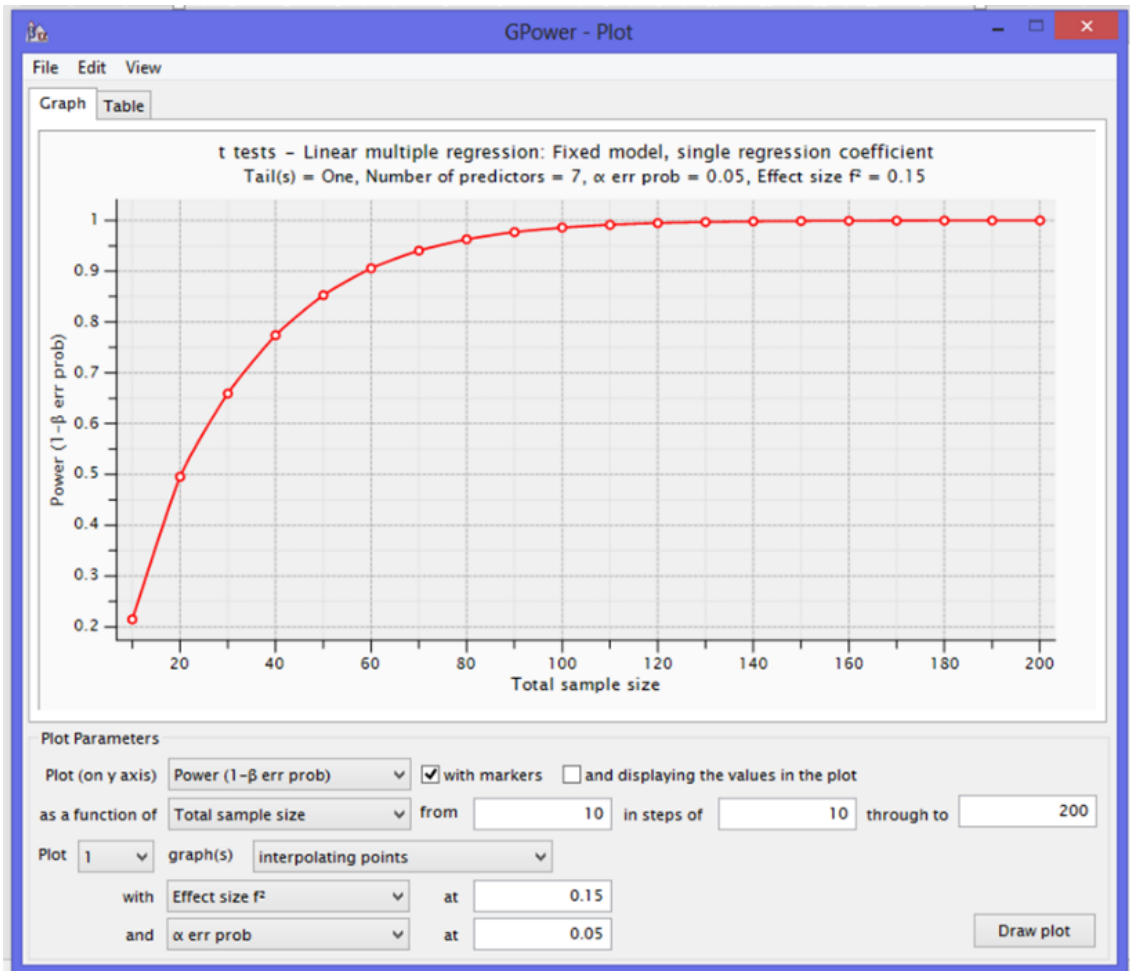 GPower - Plot
File Edit View
Graph Table
t tests – Linear multiple regression: Fixed model, single regression coefficient
Tail(s) = One, Number of predictors = 7, α err prob = 0.05, Effect size f² = 0.15
Power (1-β err prob)
1
0.9
0.8
0.7
0.6
0.5
0.4
0.3
0.2
20 40 60 80 100 120 140 160 180 200
Total sample size
Plot Parameters
Plot (on y axis) Power (1-β err prob) with markers and displaying the values in the plot
as a function of Total sample size from 10 in steps of 10 through to 200
Plot 1 graph(s) interpolating points
with Effect size f² at 0.15
and α err prob at 0.05 Draw plot